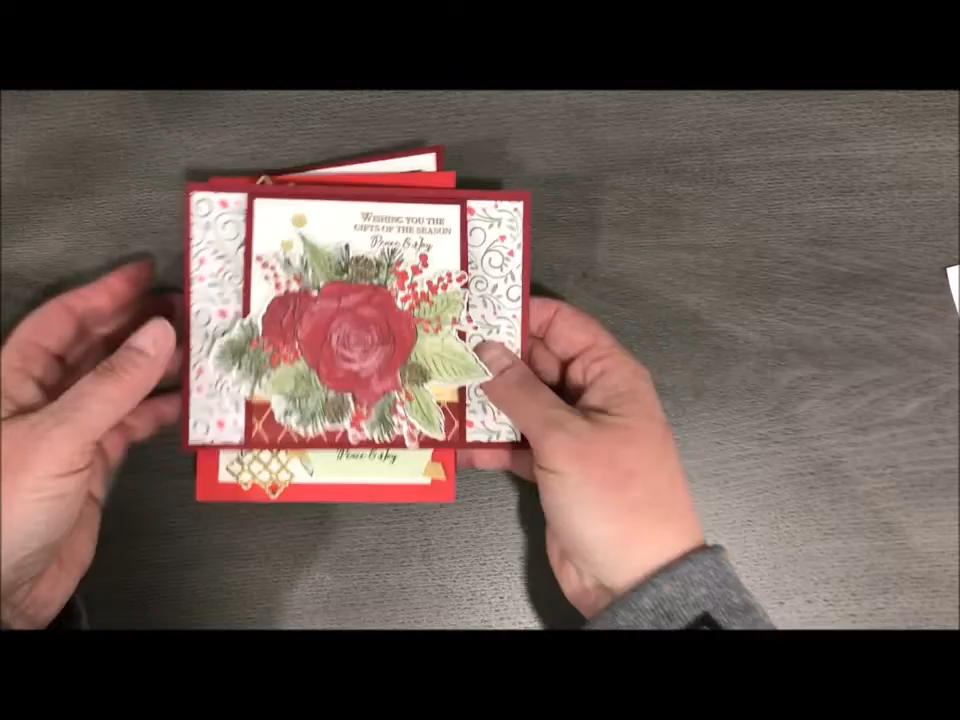 WISHING YOU THE
GIFTS OF THE SEASON
Peace & Joy
Peace & Joy